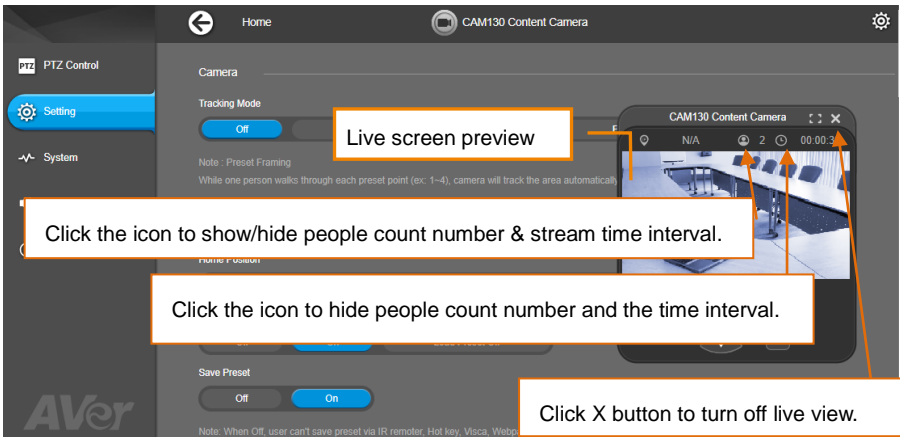 Home
CAM130 Content Camera
PTZ PTZ Control
Setting
System
AVer
Camera
Tracking Mode
Off
Note : Preset Framing
While one person walks through each preset point (ex: 1~4), camera will track the area automatically
Live screen preview
CAM130 Content Camera
N/A 2 00:00:3
Click the icon to show/hide people count number & stream time interval.
Home Position
Click the icon to hide people count number and the time interval.
Save Preset
Off On
Click X button to turn off live view.
Note: When Off, user can't save preset via IR remoter, Hot key, Visca, Webp